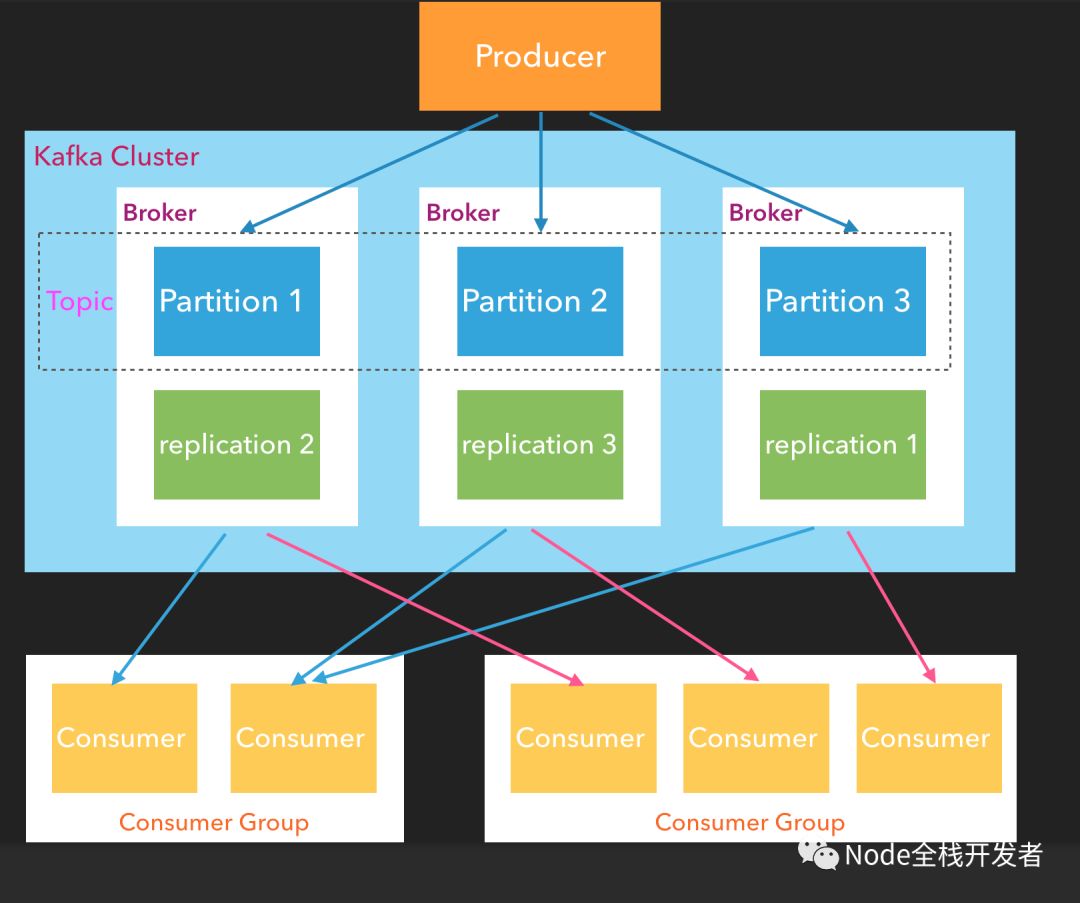 Producer
Kafka Cluster
Broker
Broker
Broker
Topic
Partition 1
Partition 2
Partition 3
replication 2
replication 3
replication 1
Consumer
Consumer
Consumer
Consumer
Consumer
Consumer Group
Consumer Group
Node全栈开发者